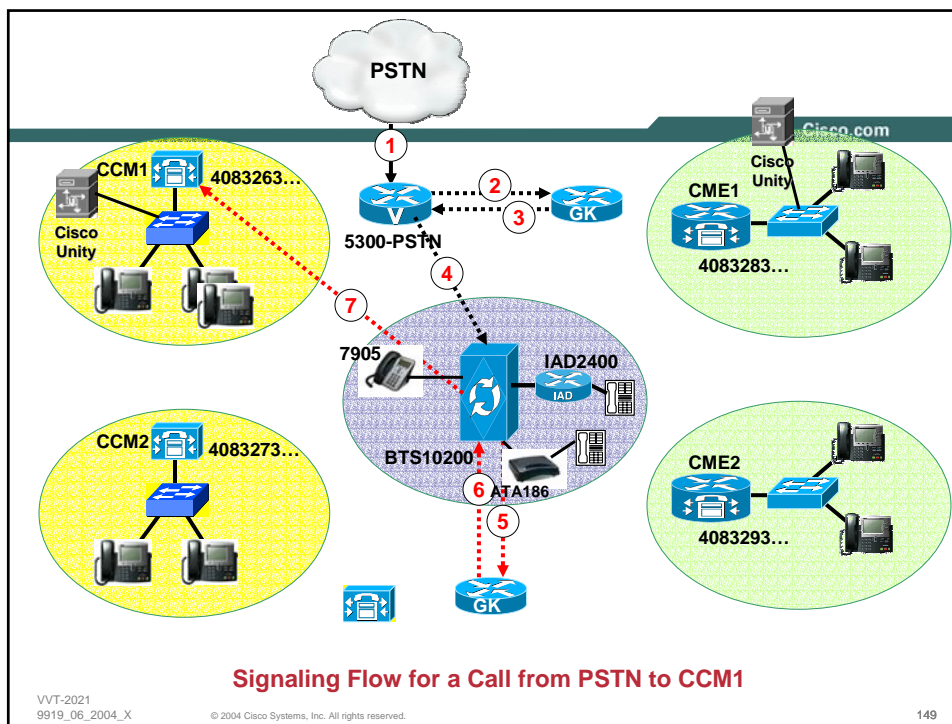 PSTN
Cisco.com
1
CCM1
4083263...
Cisco
Unity
2
3
V
5300-PSTN
GK
Cisco
Unity
CME1
4083283...
4
7
7905
IAD2400
IAD
BTS10200
ATA186
6
5
GK
CCM2
4083273...
CME2
4083293...
Signaling Flow for a Call from PSTN to CCM1
VVT-2021
9919_06_2004_X
© 2004 Cisco Systems, Inc. All rights reserved.
149